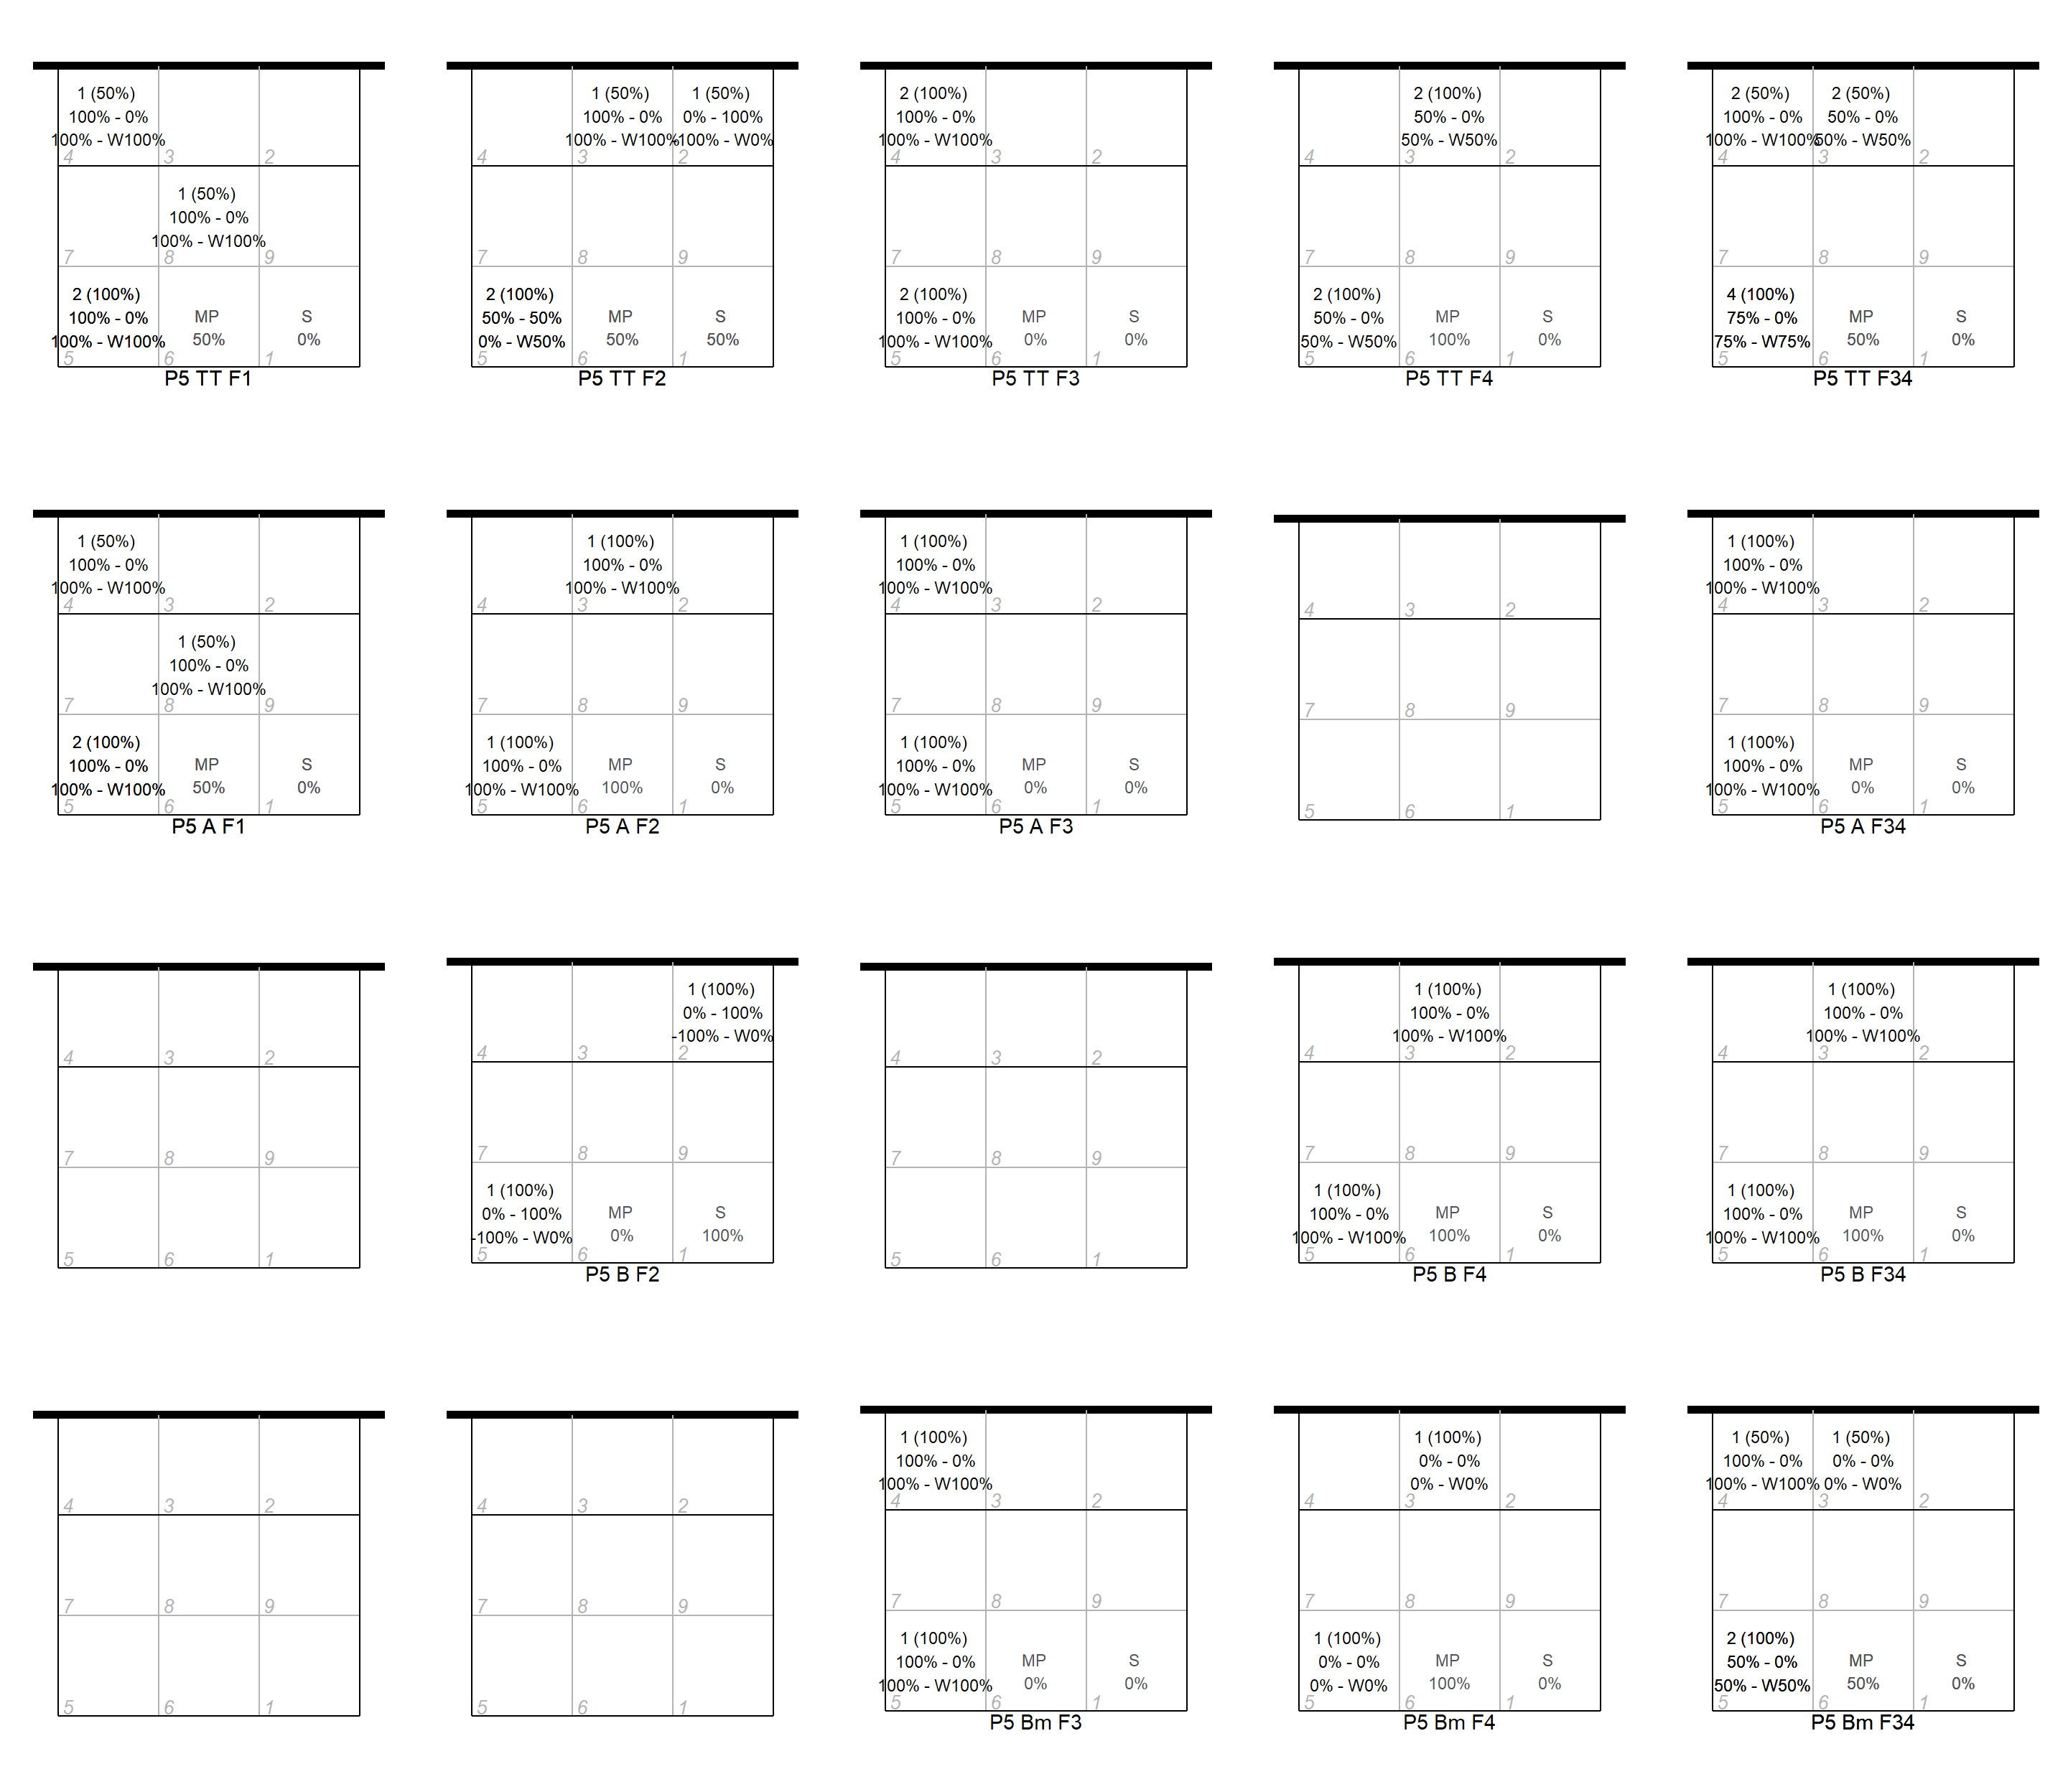 1 (50%)
100% - 0%
100% - W100%
4 3 2
1 (50%)
100% - 0%
100% - W100%
7 8 9
2 (100%)
100% - 0%
100% - W100%
MP
50%
S
0%
5 6 1
P5 TT F1
1 (50%)
100% - 0%
100% - W100%
1 (50%)
0% - 100%
-100% - W0%
4 3 2
7 8 9
2 (100%)
50% - 50%
0% - W50%
MP
50%
S
50%
5 6 1
P5 TT F2
2 (100%)
100% - 0%
100% - W100%
4 3 2
7 8 9
2 (100%)
100% - 0%
100% - W100%
MP
0%
S
0%
5 6 1
P5 TT F3
2 (100%)
50% - 0%
50% - W50%
4 3 2
7 8 9
2 (100%)
50% - 0%
50% - W50%
MP
100%
S
0%
5 6 1
P5 TT F4
2 (50%)
100% - 0%
100% - W100%
2 (50%)
50% - 0%
50% - W50%
4 3 2
7 8 9
4 (100%)
75% - 0%
75% - W75%
MP
50%
S
0%
5 6 1
P5 TT F34
1 (50%)
100% - 0%
100% - W100%
4 3 2
1 (50%)
100% - 0%
100% - W100%
7 8 9
2 (100%)
100% - 0%
100% - W100%
MP
50%
S
0%
5 6 1
P5 A F1
1 (100%)
100% - 0%
100% - W100%
4 3 2
7 8 9
1 (100%)
100% - 0%
100% - W100%
MP
100%
S
0%
5 6 1
P5 A F2
1 (100%)
100% - 0%
100% - W100%
4 3 2
7 8 9
1 (100%)
100% - 0%
100% - W100%
MP
0%
S
0%
5 6 1
P5 A F3
4 3 2
7 8 9
5 6 1
1 (100%)
100% - 0%
100% - W100%
4 3 2
7 8 9
1 (100%)
100% - 0%
100% - W100%
MP
0%
S
0%
5 6 1
P5 A F34
4 3 2
7 8 9
5 6 1
1 (100%)
0% - 100%
-100% - W0%
4 3 2
7 8 9
1 (100%)
0% - 100%
-100% - W0%
MP
0%
S
100%
5 6 1
P5 B F2
4 3 2
7 8 9
5 6 1
1 (100%)
100% - 0%
100% - W100%
4 3 2
7 8 9
1 (100%)
100% - 0%
100% - W100%
MP
100%
S
0%
5 6 1
P5 B F4
1 (100%)
100% - 0%
100% - W100%
4 3 2
7 8 9
1 (100%)
100% - 0%
100% - W100%
MP
100%
S
0%
5 6 1
P5 B F34
4 3 2
7 8 9
5 6 1
4 3 2
7 8 9
5 6 1
1 (100%)
100% - 0%
100% - W100%
4 3 2
7 8 9
1 (100%)
100% - 0%
100% - W100%
MP
0%
S
0%
5 6 1
P5 Bm F3
1 (100%)
0% - 0%
0% - W0%
4 3 2
7 8 9
1 (100%)
0% - 0%
0% - W0%
MP
100%
S
0%
5 6 1
P5 Bm F4
1 (50%)
100% - 0%
100% - W100%
1 (50%)
0% - 0%
0% - W0%
4 3 2
7 8 9
2 (100%)
50% - 0%
50% - W50%
MP
50%
S
0%
5 6 1
P5 Bm F34